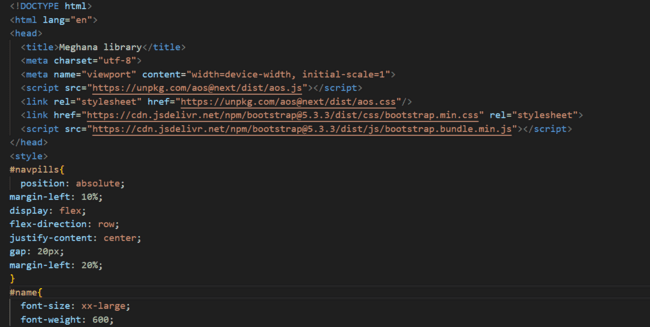 <!DOCTYPE html>
<html lang="en">
<head>
<title>Meghana library</title>
<meta charset="utf-8">
<meta name="viewport" content="width=device-width, initial-scale=1">
<script src="https://unpkg.com/aos@next/dist/aos.js"></script>
<link rel="stylesheet" href="https://unpkg.com/aos@next/dist/aos.css"/>
<link href="https://cdn.jsdelivr.net/npm/bootstrap@5.3.3/dist/css/bootstrap.min.css" rel="stylesheet">
<script src="https://cdn.jsdelivr.net/npm/bootstrap@5.3.3/dist/js/bootstrap.bundle.min.js"></script>
</head>
<style>
#navpills{
position: absolute;
margin-left: 10%;
display: flex;
flex-direction: row;
justify-content: center;
gap: 20px;
margin-left: 20%;
}
#name{
font-size: xx-large;
font-weight: 600;